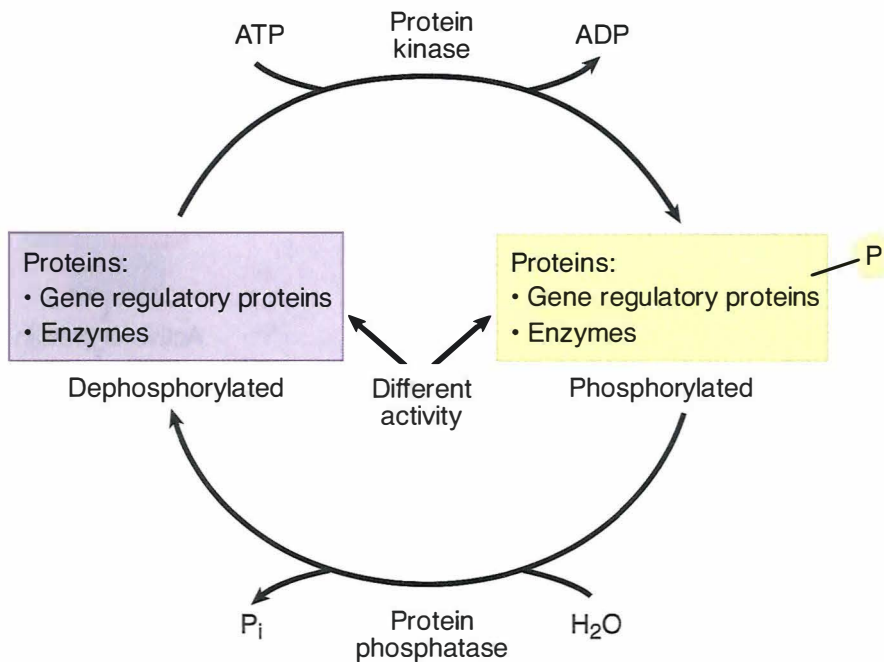 ATP
Protein
kinase
ADP
Proteins:
• Gene regulatory proteins
• Enzymes
Dephosphorylated
Different
activity
Proteins:
• Gene regulatory proteins
• Enzymes
P
Phosphorylated
Pᵢ
Protein
phosphatase
H₂O